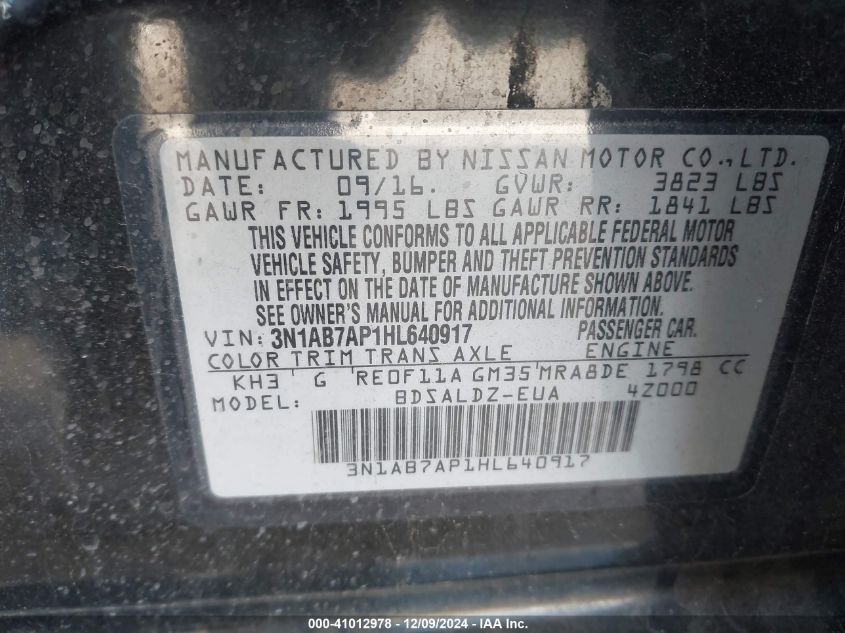 MANUFACTURED BY NISSAN MOTOR CO.,LTD.
DATE: 09/16. GVWR: 3823 LBS
GAWR FR: 1995 LBS GAWR RR: 1841 LBS
THIS VEHICLE CONFORMS TO ALL APPLICABLE FEDERAL MOTOR
VEHICLE SAFETY, BUMPER AND THEFT PREVENTION STANDARDS
IN EFFECT ON THE DATE OF MANUFACTURE SHOWN ABOVE.
SEE OWNER'S MANUAL FOR ADDITIONAL INFORMATION.
VIN: 3N1AB7AP1HL640917 PASSENGER CAR.
COLOR TRIM TRANS AXLE ENGINE
KH3 G RE0F11A GM35 MRA8DE 1798 CC
MODEL: BDSALDZ-EUA 4Z000
3N1AB7AP1HL640917
000-41012978 - 12/09/2024 - IAA Inc.